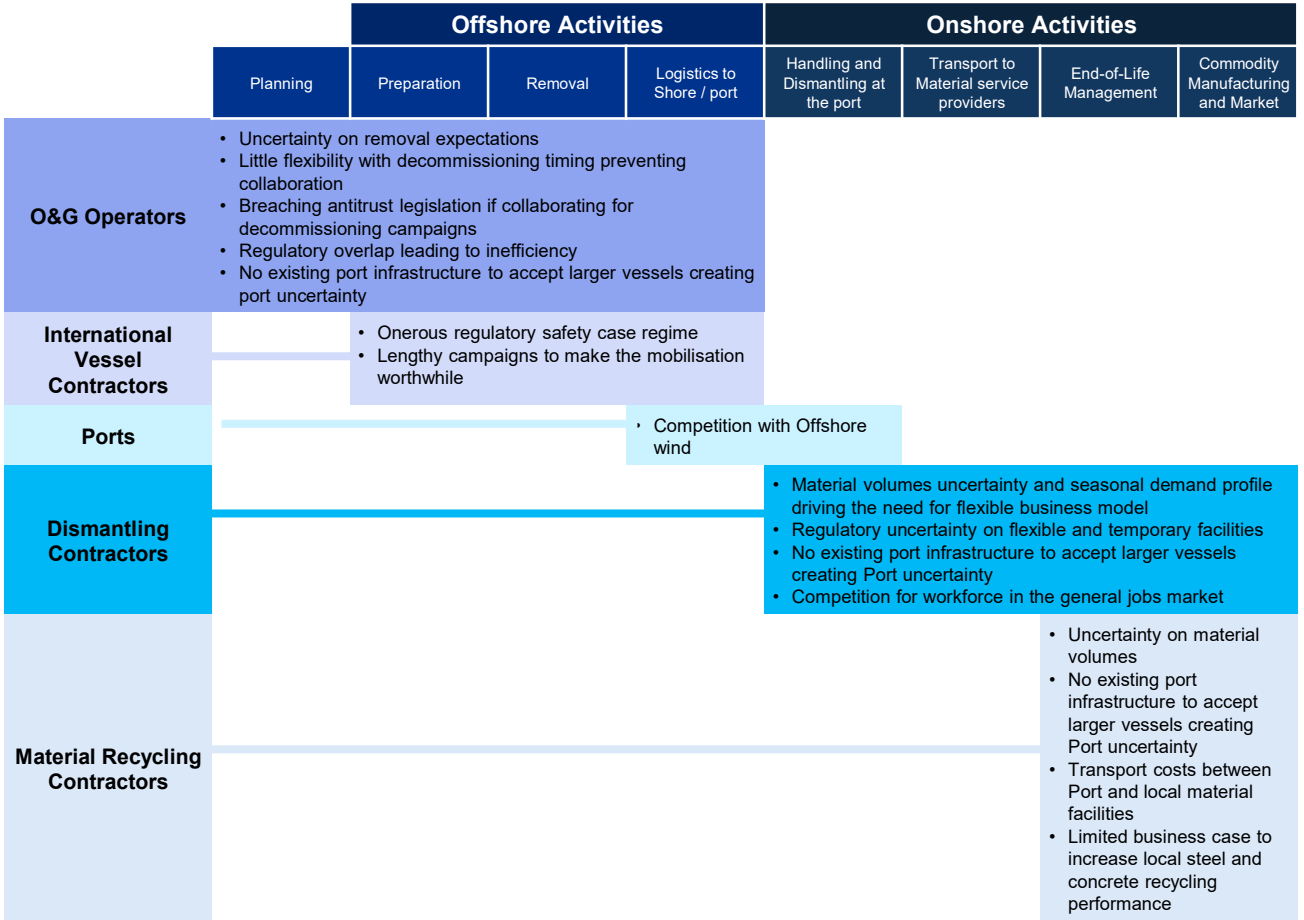 Offshore Activities
Onshore Activities
Planning
Preparation
Removal
Logistics to
Shore / port
Handling and
Dismantling at
the port
Transport to
Material service
providers
End-of-Life
Management
Commodity
Manufacturing
and Market
O&G Operators
• Uncertainty on removal expectations
• Little flexibility with decommissioning timing preventing
collaboration
• Breaching antitrust legislation if collaborating for
decommissioning campaigns
• Regulatory overlap leading to inefficiency
• No existing port infrastructure to accept larger vessels creating
port uncertainty
International
Vessel
Contractors
• Onerous regulatory safety case regime
• Lengthy campaigns to make the mobilisation
worthwhile
Ports
• Competition with Offshore
wind
Dismantling
Contractors
• Material volumes uncertainty and seasonal demand profile
driving the need for flexible business model
• Regulatory uncertainty on flexible and temporary facilities
• No existing port infrastructure to accept larger vessels
creating Port uncertainty
• Competition for workforce in the general jobs market
Material Recycling
Contractors
• Uncertainty on material
volumes
• No existing port
infrastructure to accept
larger vessels creating
Port uncertainty
• Transport costs between
Port and local material
facilities
• Limited business case to
increase local steel and
concrete recycling
performance